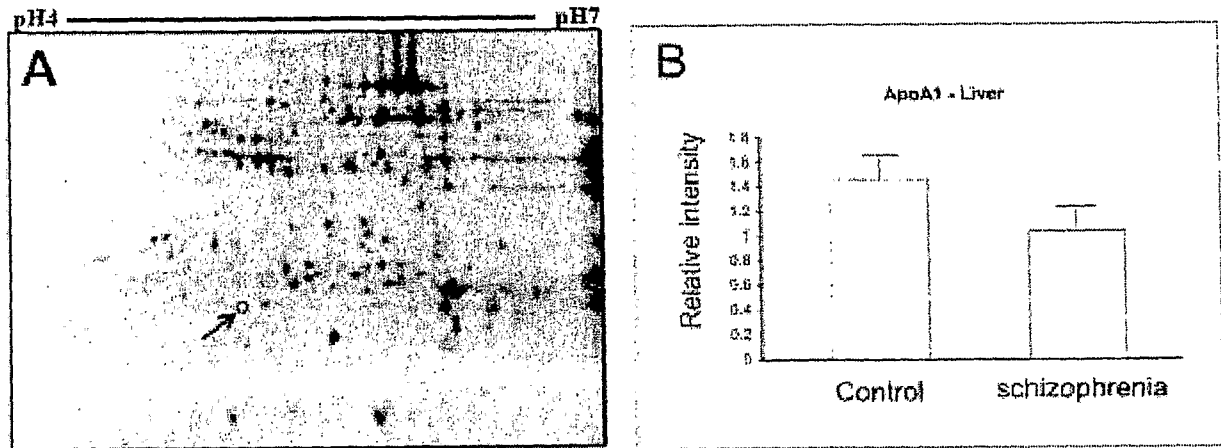 pH4 pH7
A
B
ApoA1 - Liver
Relative intensity
1.8
1.6
1.4
1.2
1
0.8
0.6
0.4
0.2
0
Control schizophrenia